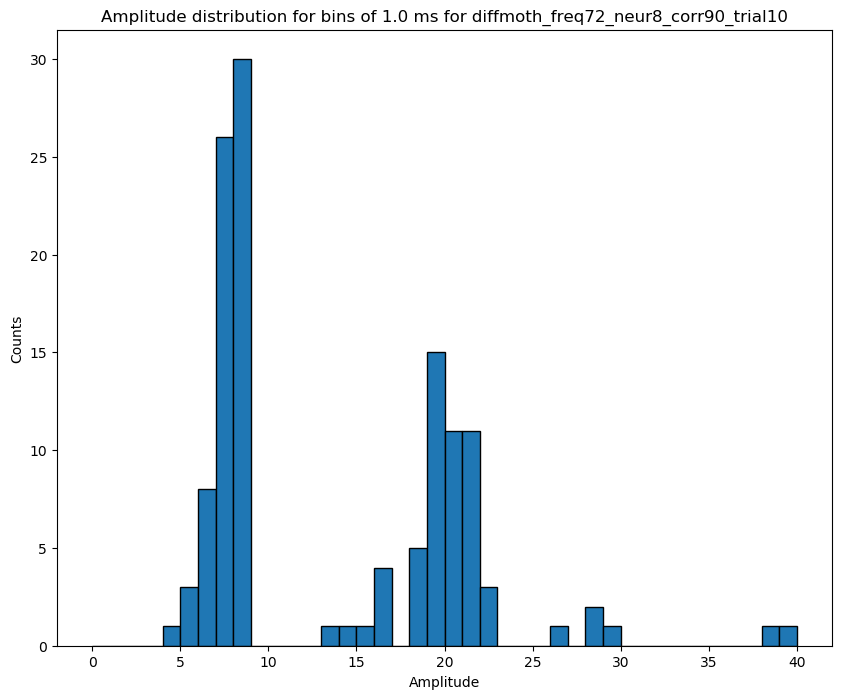 Amplitude distribution for bins of 1.0 ms for diffmoth_freq72_neur8_corr90_trial10
30
25
20
15
10
5
0
Counts
0 5 10 15 20 25 30 35 40
Amplitude